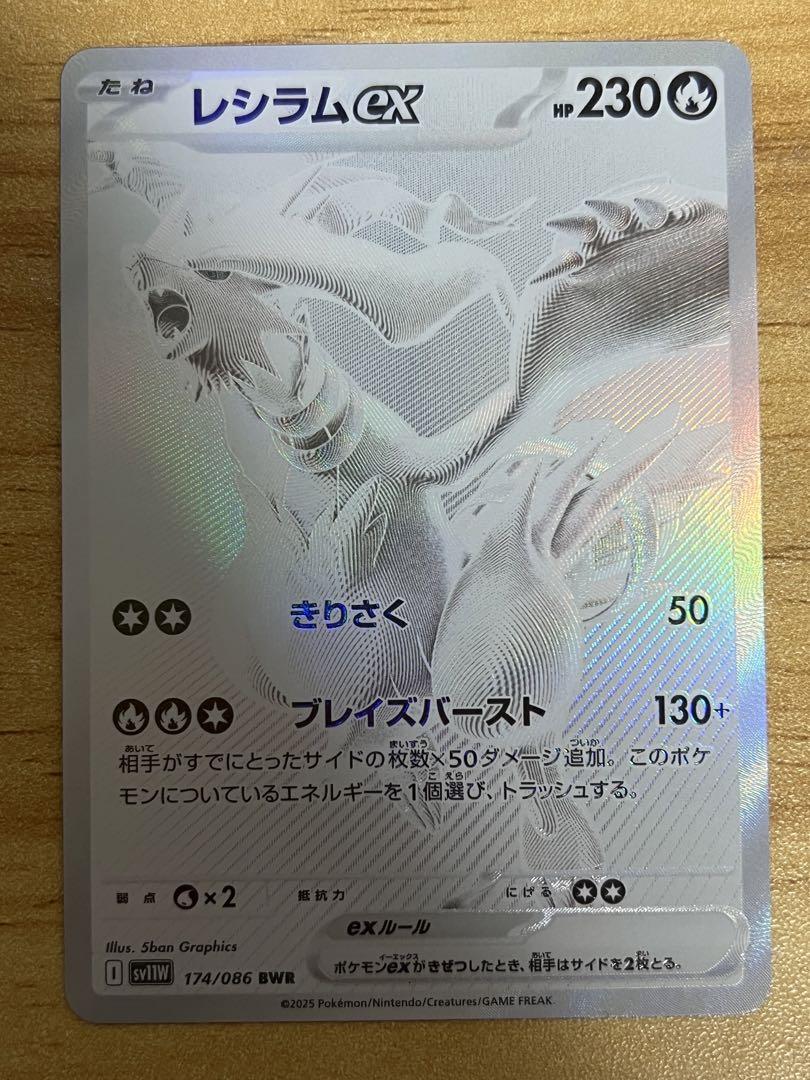 たね
レシラムex
HP230
きりさく 50
ブレイズバースト 130+
相手がすでにとったサイドの枚数×50ダメージ追加。このポケ
モンについているエネルギーを1個選び、トラッシュする。
弱点 ×2 抵抗力 にげる
exルール
ポケモンexがきぜつしたとき、相手はサイドを2枚とる。
Illus. 5ban Graphics
I SV11W 174/086 BWR
©2025 Pokémon/Nintendo/Creatures/GAME FREAK.